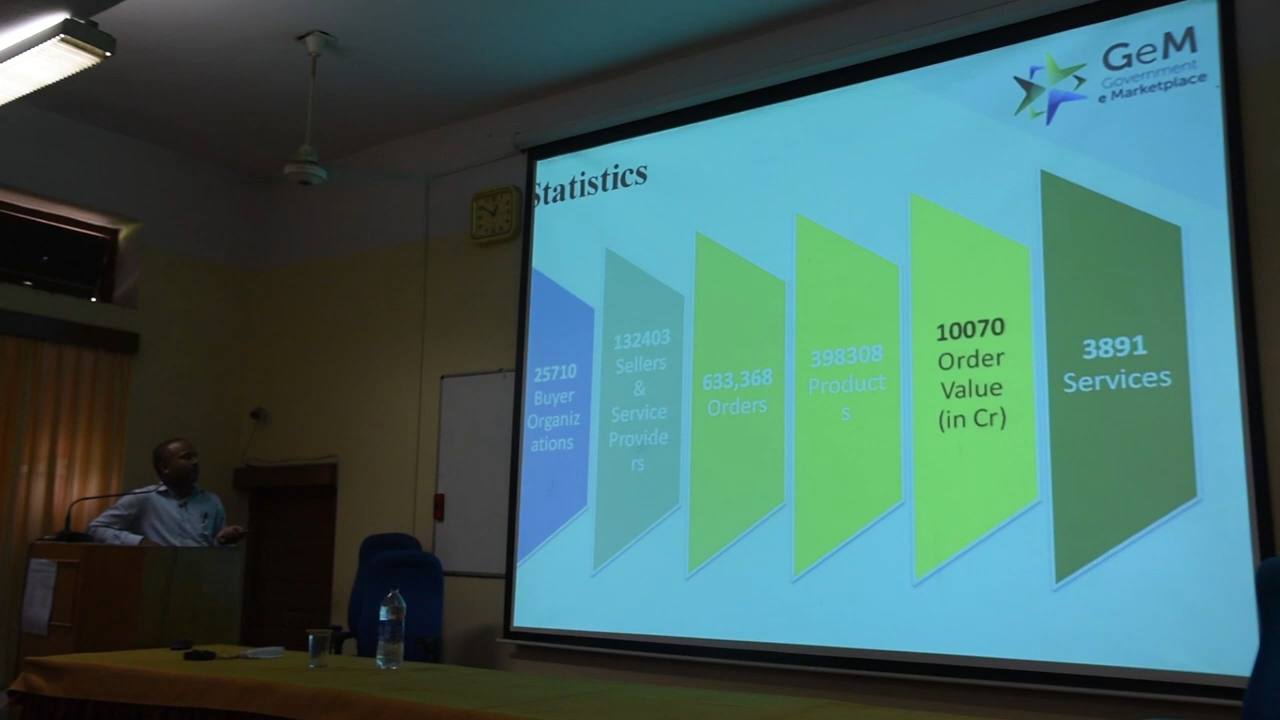 GeM
Government
e Marketplace
Statistics
25710
Buyer
Organiz
ations
132403
Sellers
&
Service
Provide
rs
633,368
Orders
398308
Product
s
10070
Order
Value
(in Cr)
3891
Services